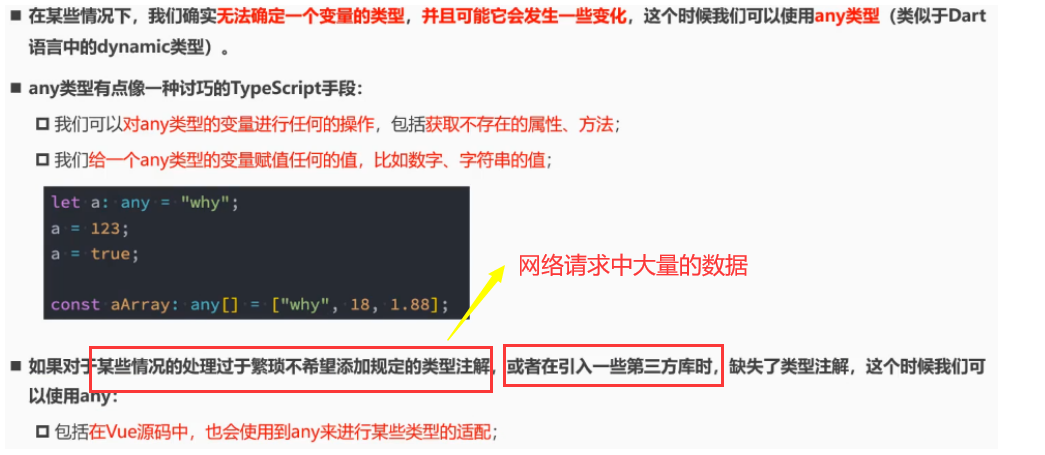 ■ 在某些情况下，我们确实无法确定一个变量的类型，并且可能它会发生一些变化，这个时候我们可以使用any类型（类似于Dart
语言中的dynamic类型）。
■ any类型有点像一种讨巧的TypeScript手段：
□ 我们可以对any类型的变量进行任何的操作，包括获取不存在的属性、方法；
□ 我们给一个any类型的变量赋值任何的值，比如数字、字符串的值；
let a: any = "why";
a = 123;
a = true;
const aArray: any[] = ["why", 18, 1.88];
网络请求中大量的数据
■ 如果对于某些情况的处理过于繁琐不希望添加规定的类型注解，或者在引入一些第三方库时，缺失了类型注解，这个时候我们可
以使用any：
□ 包括在Vue源码中，也会使用到any来进行某些类型的适配；